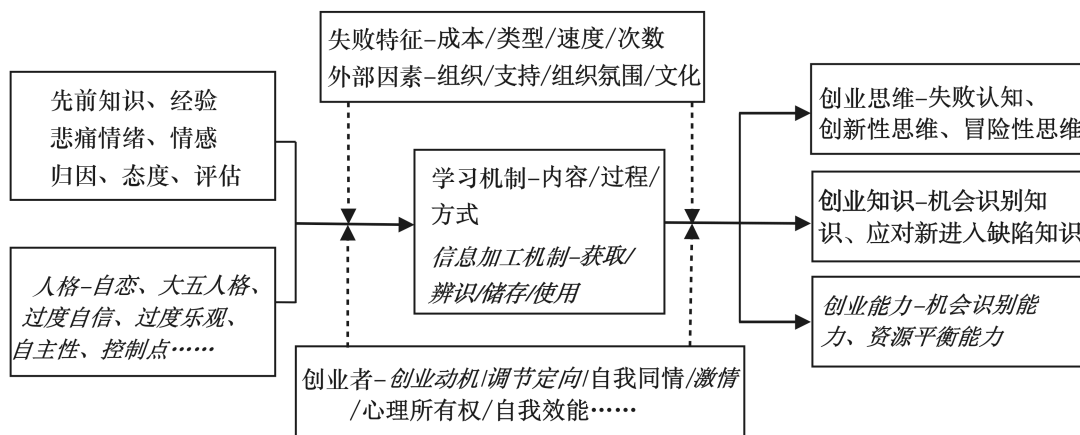 失败特征–成本/类型/速度/次数
外部因素–组织/支持/组织氛围/文化
先前知识、经验
悲痛情绪、情感
归因、态度、评估
人格–自恋、大五人格、
过度自信、过度乐观、
自主性、控制点……
学习机制–内容/过程/
方式
信息加工机制–获取/
辨识/储存/使用
创业者–创业动机/调节定向/自我同情/激情
/心理所有权/自我效能……
创业思维–失败认知、
创新性思维、冒险性思维
创业知识–机会识别知
识、应对新进入缺陷知识
创业能力–机会识别能
力、资源平衡能力